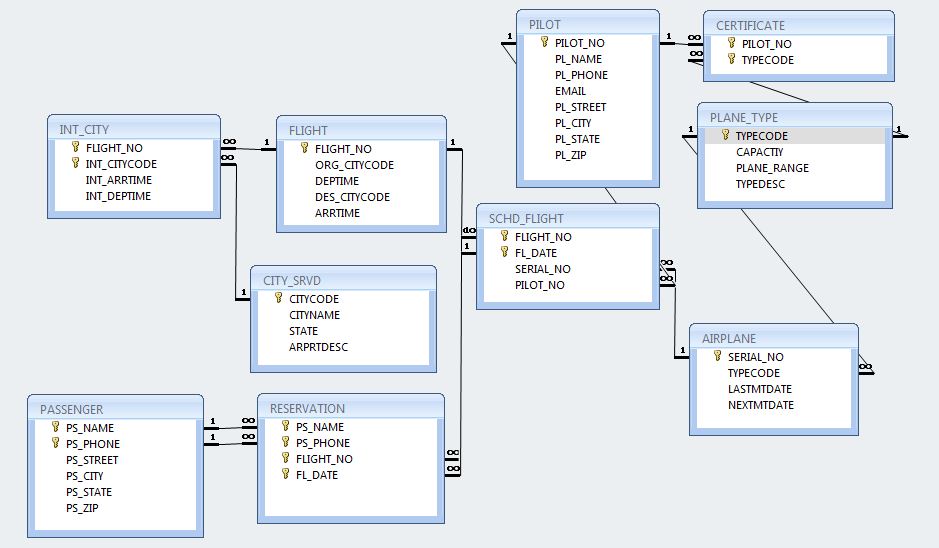 PILOT
PILOT_NO
PL_NAME
PL_PHONE
EMAIL
PL_STREET
PL_CITY
PL_STATE
PL_ZIP
1
1
CERTIFICATE
PILOT_NO
TYPECODE
∞
∞
PLANE_TYPE
TYPECODE
CAPACTIY
PLANE_RANGE
TYPEDESC
1
1
INT_CITY
FLIGHT_NO
INT_CITYCODE
INT_ARRTIME
INT_DEPTIME
∞
∞
FLIGHT
FLIGHT_NO
ORG_CITYCODE
DEPTIME
DES_CITYCODE
ARRTIME
1
1
SCHD_FLIGHT
FLIGHT_NO
FL_DATE
SERIAL_NO
PILOT_NO
1
∞
∞
CITY_SRVD
CITYCODE
CITYNAME
STATE
ARPRTDESC
1
AIRPLANE
SERIAL_NO
TYPECODE
LASTMTDATE
NEXTMTDATE
1
∞
PASSENGER
PS_NAME
PS_PHONE
PS_STREET
PS_CITY
PS_STATE
PS_ZIP
1
1
RESERVATION
PS_NAME
PS_PHONE
FLIGHT_NO
FL_DATE
∞
∞
∞
∞